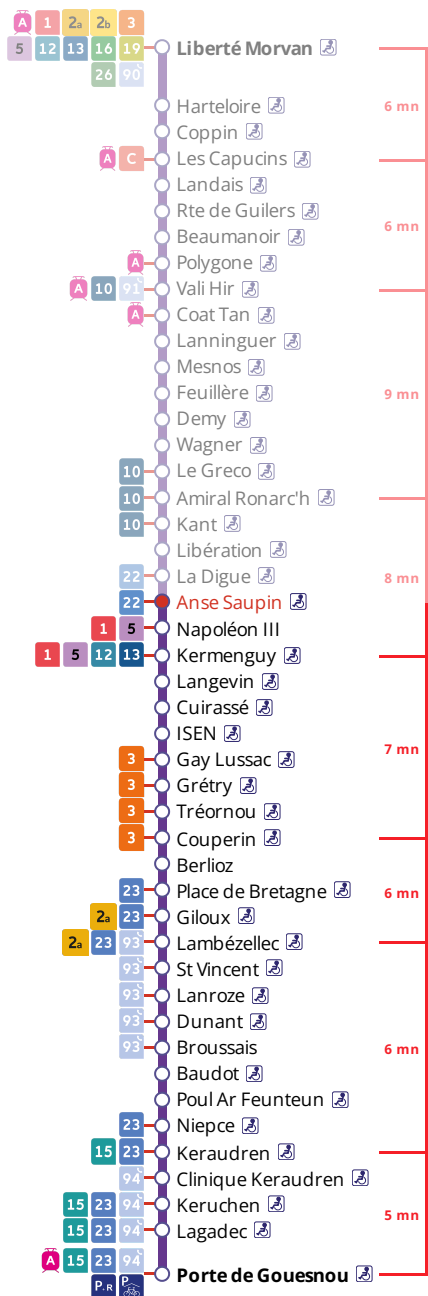 A 1 2a 2b 3
5 12 13 16 19 Liberté Morvan
26 90
Harteloire 6 mn
Coppin
A C Les Capucins
Landais
Rte de Guilers 6 mn
Beaumanoir
A Polygone
A 10 91 Vali Hir
A Coat Tan
Lanninguer
Mesnos
Feuillère 9 mn
Demy
Wagner
10 Le Greco
10 Amiral Ronarc'h
10 Kant
Libération
22 La Digue 8 mn
22 Anse Saupin
1 5 Napoléon III
1 5 12 13 Kermenguy
Langevin
Cuirassé
ISEN 7 mn
3 Gay Lussac
3 Grétry
3 Tréornou
3 Couperin
Berlioz
23 Place de Bretagne 6 mn
2a 23 Giloux
2a 23 93 Lambézellec
93 St Vincent
93 Lanroze
93 Dunant
93 Broussais 6 mn
Baudot
Poul Ar Feunteun
23 Niepce
15 23 Keraudren
94 Clinique Keraudren
15 23 94 Keruchen 5 mn
15 23 94 Lagadec
A 15 23 94 Porte de Gouesnou
P+R P